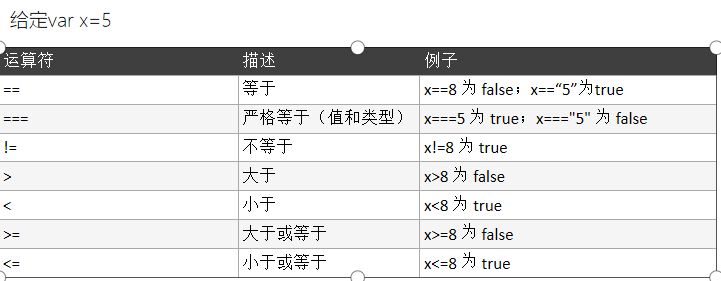 给定var x=5
运算符 描述 例子
== 等于 x==8 为 false；x==“5”为true
=== 严格等于（值和类型） x===5 为 true；x==="5" 为 false
!= 不等于 x!=8 为 true
> 大于 x>8 为 false
< 小于 x<8 为 true
>= 大于或等于 x>=8 为 false
<= 小于或等于 x<=8 为 true